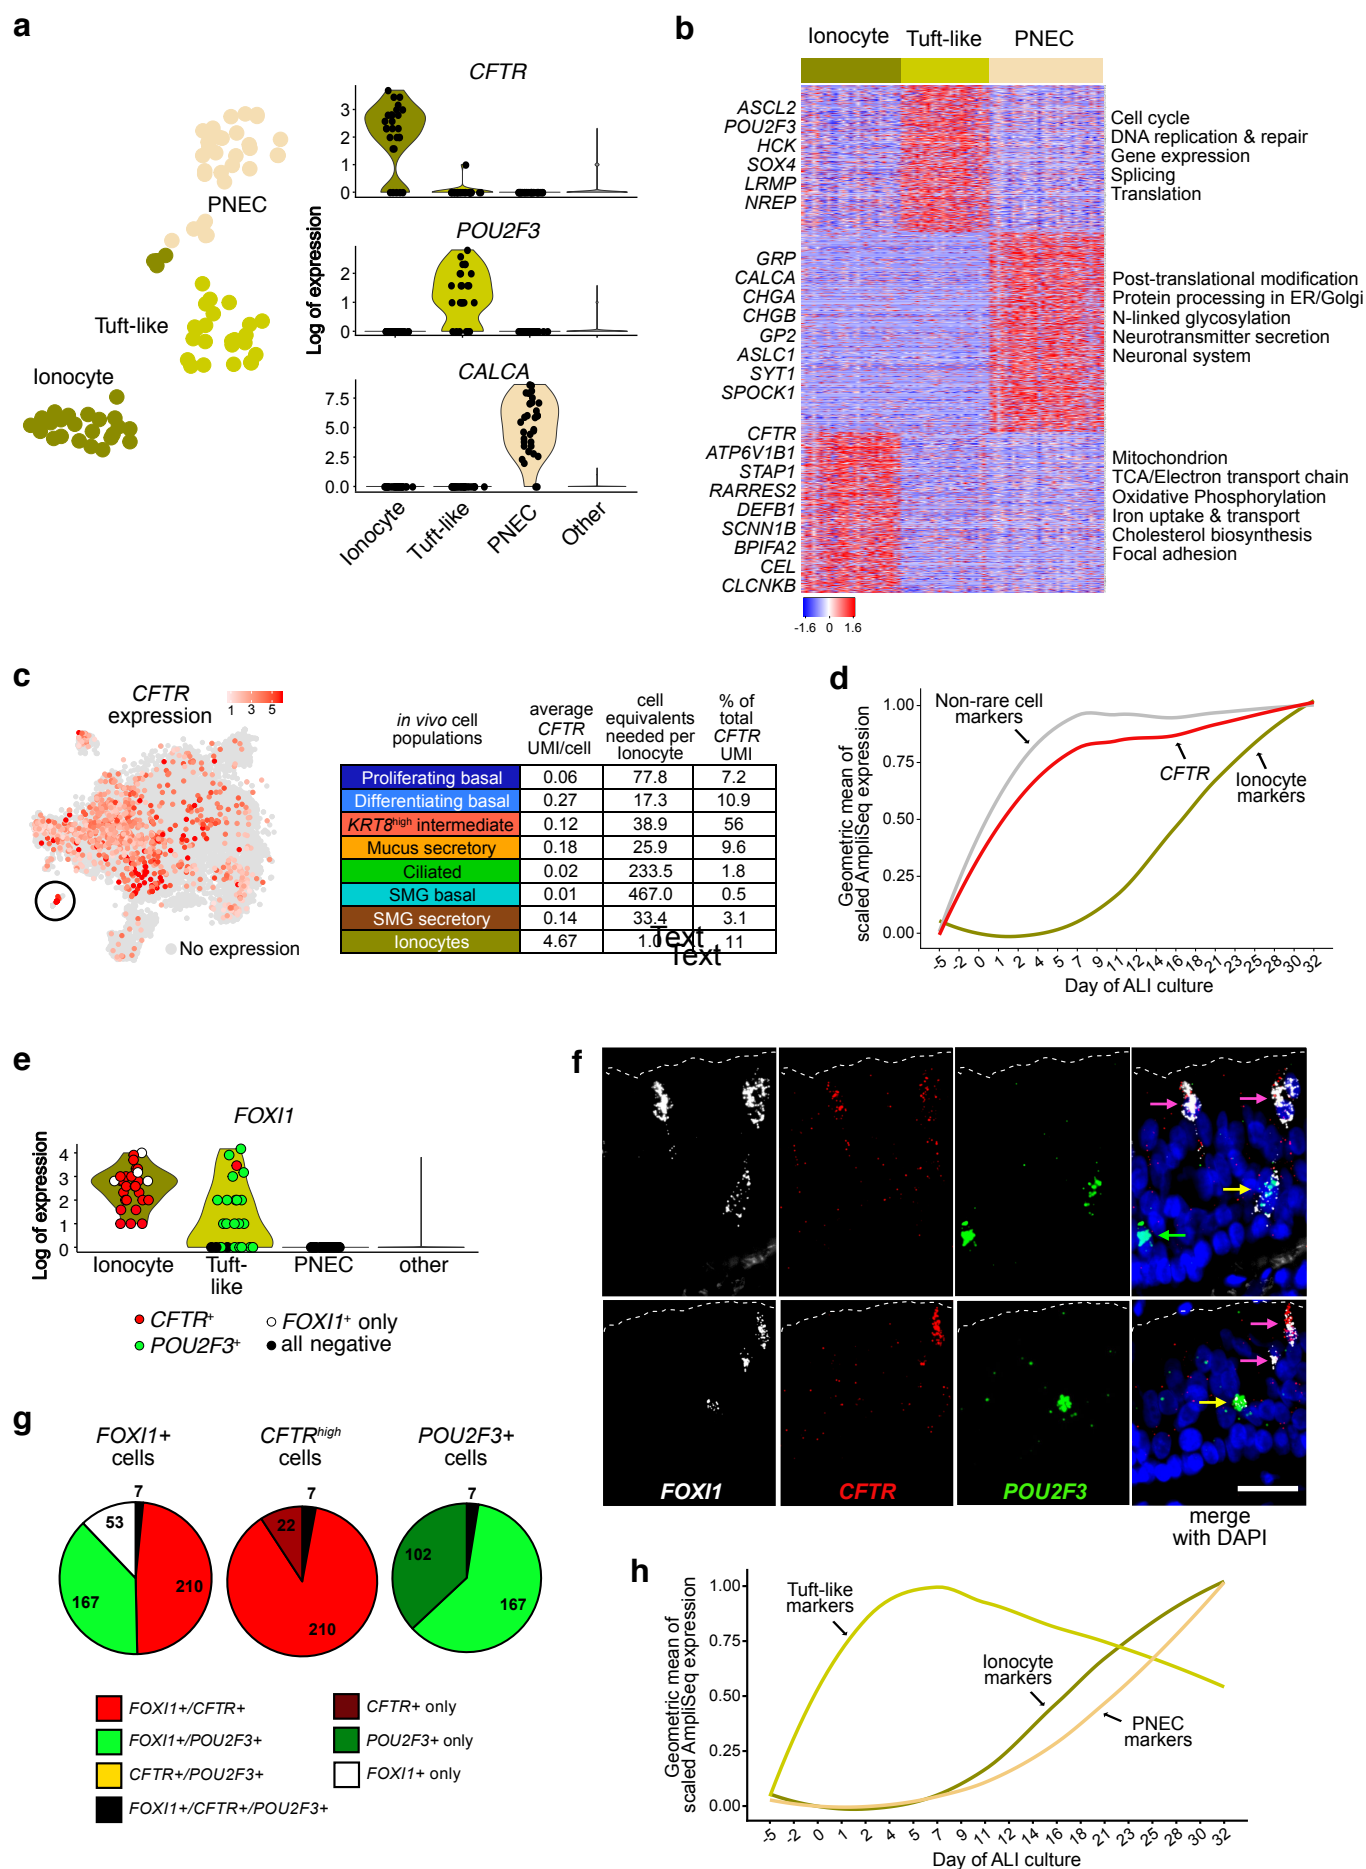 a
CFTR
3
2
1
0
PNEC
POU2F3
2
1
0
Tuft-like
Log of expression
CALCA
7.5
5.0
2.5
0.0
Ionocyte
Ionocyte
Tuft-like
PNEC
Other
b
Ionocyte Tuft-like PNEC
ASCL2
POU2F3
HCK
SOX4
LRMP
NREP
Cell cycle
DNA replication & repair
Gene expression
Splicing
Translation
GRP
CALCA
CHGA
CHGB
GP2
ASLC1
SYT1
SPOCK1
Post-translational modification
Protein processing in ER/Golgi
N-linked glycosylation
Neurotransmitter secretion
Neuronal system
CFTR
ATP6V1B1
STAP1
RARRES2
DEFB1
SCNN1B
BPIFA2
CEL
CLCNKB
Mitochondrion
TCA/Electron transport chain
Oxidative Phosphorylation
Iron uptake & transport
Cholesterol biosynthesis
Focal adhesion
-1.6 0 1.6
c
CFTR
expression
1 3 5
No expression
in vivo cell
populations
average
CFTR
UMI/cell
cell
equivalents
needed per
Ionocyte
% of
total
CFTR
UMI
Proliferating basal 0.06 77.8 7.2
Differentiating basal 0.27 17.3 10.9
KRT8high intermediate 0.12 38.9 56
Mucus secretory 0.18 25.9 9.6
Ciliated 0.02 233.5 1.8
SMG basal 0.01 467.0 0.5
SMG secretory 0.14 33.4 3.1
Ionocytes 4.67 1.0 11
Text
Text
d
Geometric mean of
scaled AmpliSeq expression
1.00
0.75
0.50
0.25
0.00
Non-rare cell
markers
CFTR
Ionocyte
markers
-5 -2 0 1 2 4 5 7 9 11 12 14 16 18 21 23 25 28 30 32
Day of ALI culture
e
FOXI1
Log of expression
4
3
2
1
0
Ionocyte
Tuft-
like
PNEC
other
CFTR+
FOXI1+ only
POU2F3+
all negative
f
FOXI1
CFTR
POU2F3
merge
with DAPI
g
FOXI1+
cells
CFTRhigh
cells
POU2F3+
cells
7
53
167
210
7
22
210
7
102
167
FOXI1+/CFTR+
FOXI1+/POU2F3+
CFTR+/POU2F3+
FOXI1+/CFTR+/POU2F3+
CFTR+ only
POU2F3+ only
FOXI1+ only
h
Geometric mean of
scaled AmpliSeq expression
1.00
0.75
0.50
0.25
0.00
Tuft-like
markers
Ionocyte
markers
PNEC
markers
-5 -2 0 1 2 4 5 7 9 11 12 14 16 18 21 23 25 28 30 32
Day of ALI culture